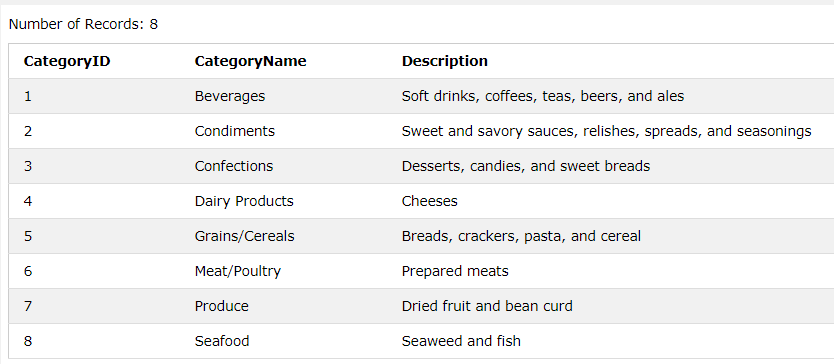 Number of Records: 8
CategoryID CategoryName Description
1 Beverages Soft drinks, coffees, teas, beers, and ales
2 Condiments Sweet and savory sauces, relishes, spreads, and seasonings
3 Confections Desserts, candies, and sweet breads
4 Dairy Products Cheeses
5 Grains/Cereals Breads, crackers, pasta, and cereal
6 Meat/Poultry Prepared meats
7 Produce Dried fruit and bean curd
8 Seafood Seaweed and fish